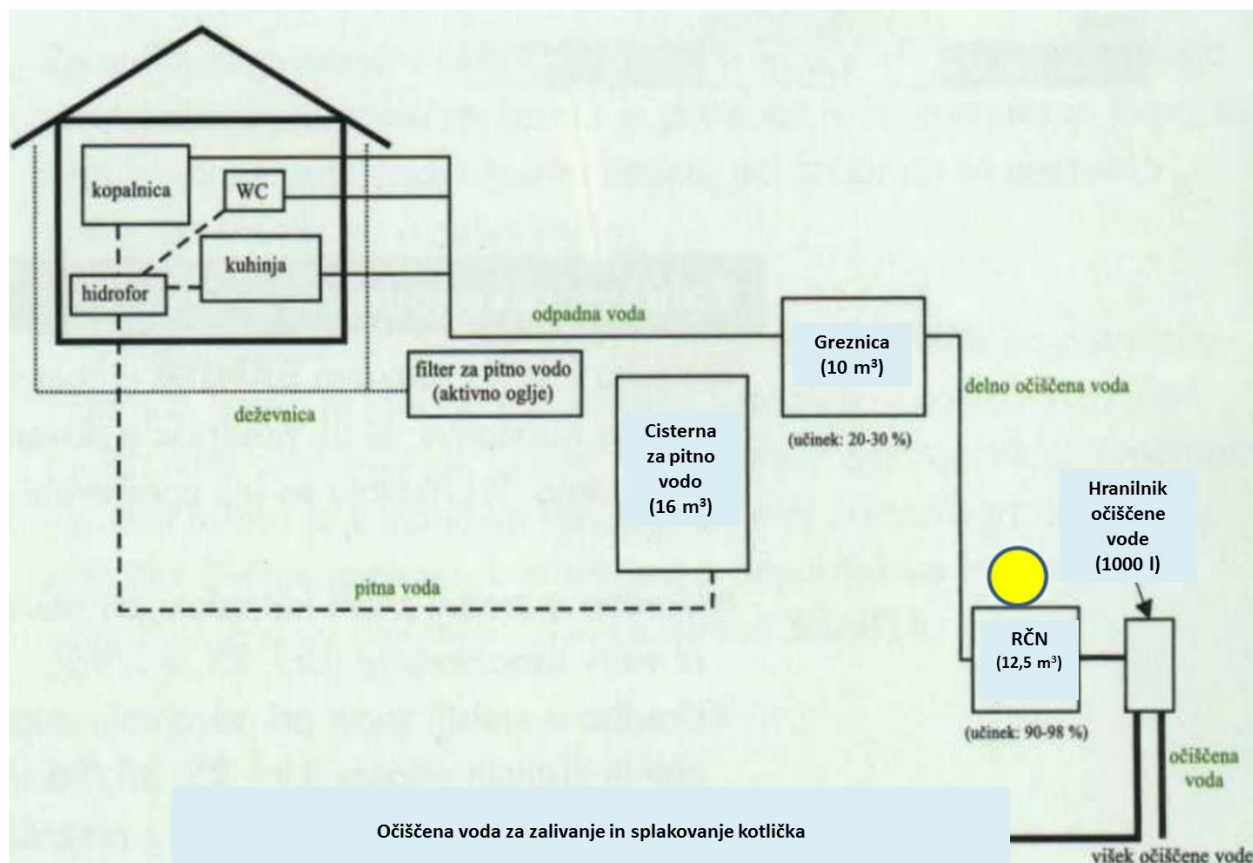 kopalnica
WC
kuhinja
hidrofor
odpadna voda
filter za pitno vodo
(aktivno oglje)
deževnica
Greznica
(10 m³)
delno očiščena voda
(učinek: 20-30 %)
Cisterna
za pitno
vodo
(16 m³)
Hranilnik
očiščene
vode
(1000 l)
pitna voda
RČN
(12,5 m³)
(učinek: 90-98 %)
očiščena
voda
Očiščena voda za zalivanje in splakovanje kotlička
višek očiščene vode